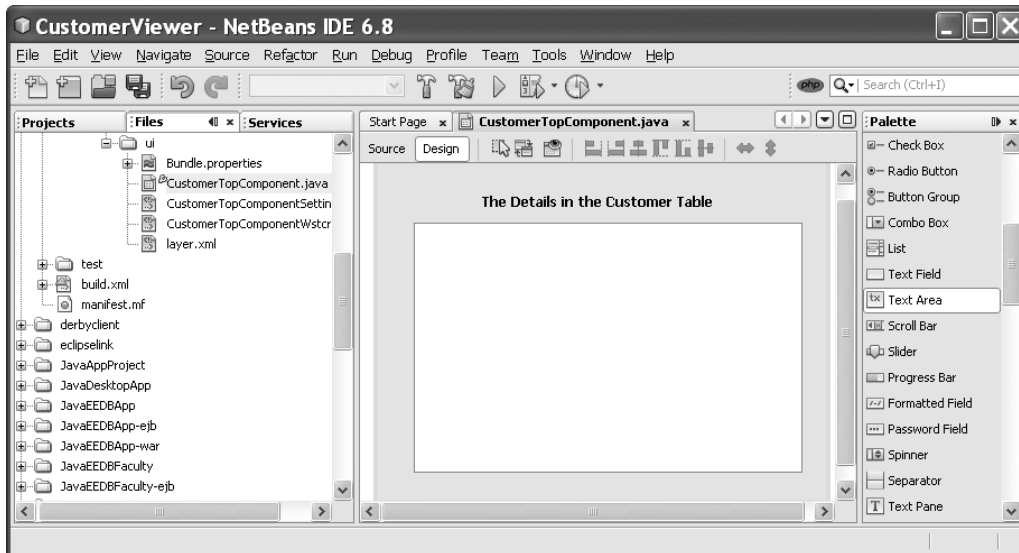 CustomerViewer - NetBeans IDE 6.8
File Edit View Navigate Source Refactor Run Debug Profile Team Tools Window Help
php Search (Ctrl+I)
Projects Files Services
ui
Bundle.properties
CustomerTopComponent.java
CustomerTopComponentSettin
CustomerTopComponentWstcr
layer.xml
test
build.xml
manifest.mf
derbyclient
eclipselink
JavaAppProject
JavaDesktopApp
JavaEEDBApp
JavaEEDBApp-ejb
JavaEEDBApp-war
JavaEEDBFaculty
JavaEEDBFaculty-ejb
Start Page x CustomerTopComponent.java x
Source Design
The Details in the Customer Table
Palette
Check Box
Radio Button
Button Group
Combo Box
List
Text Field
Text Area
Scroll Bar
Slider
Progress Bar
Formatted Field
Password Field
Spinner
Separator
Text Pane